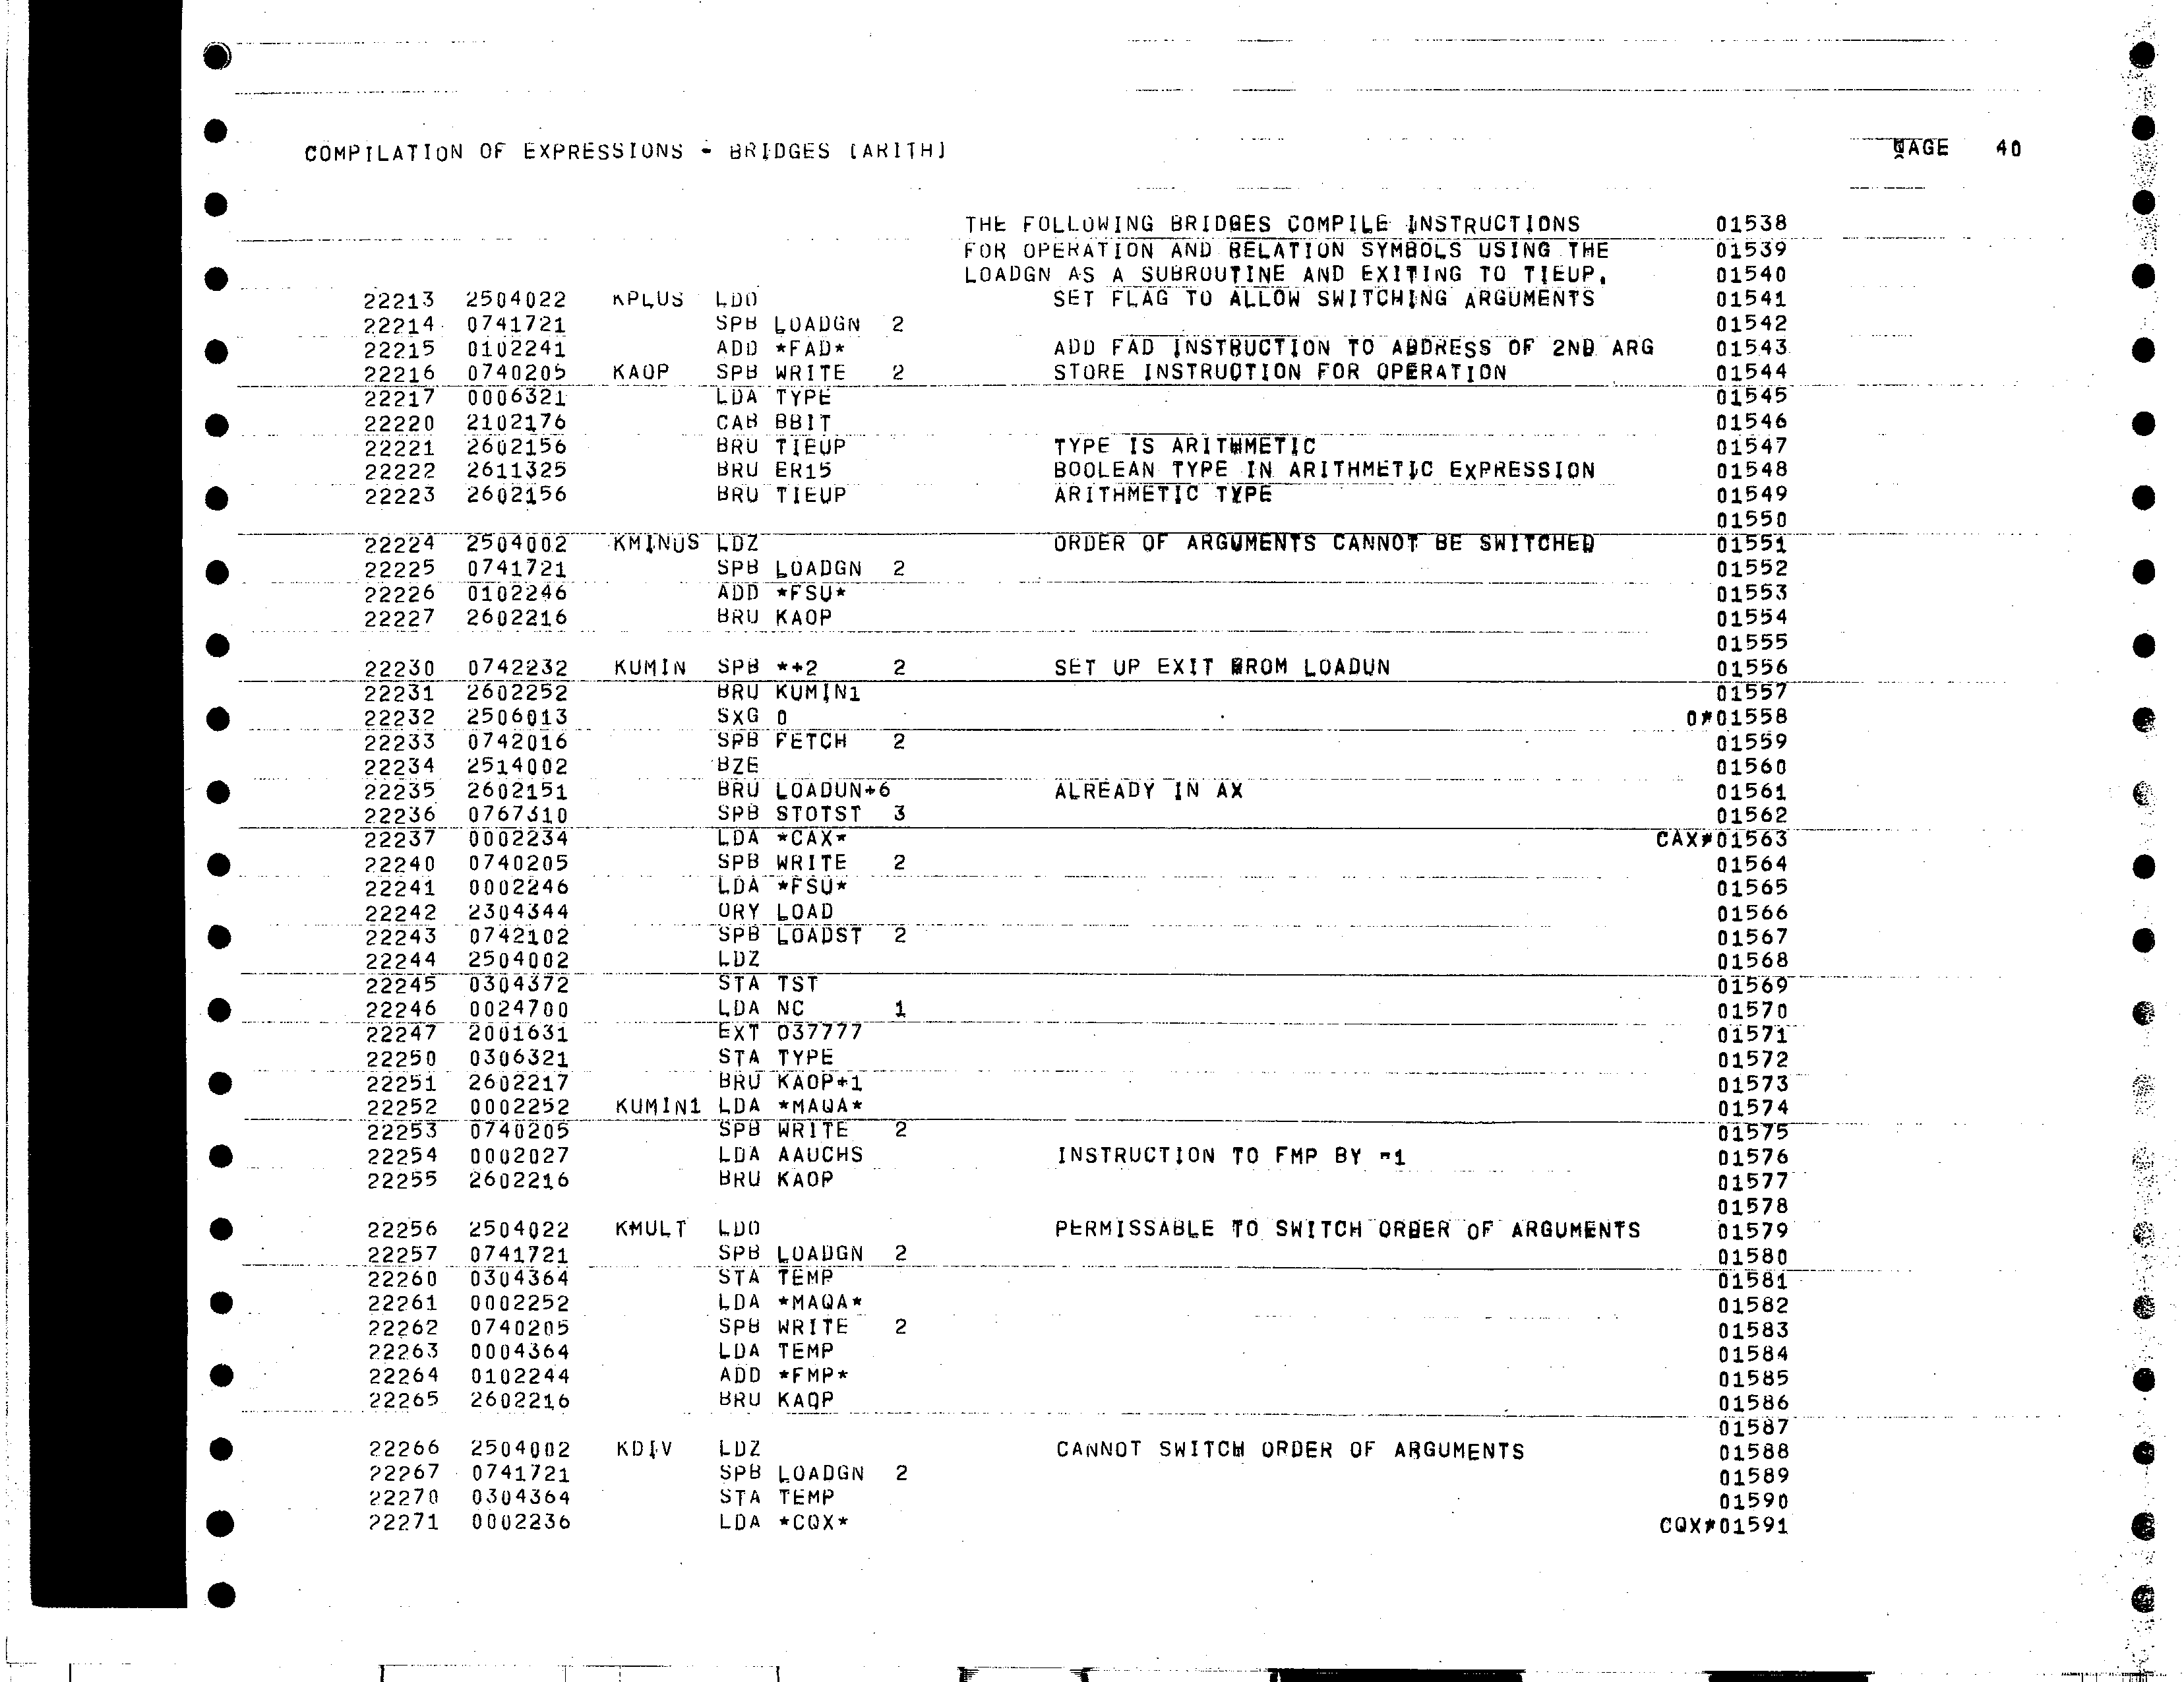 COMPILATION OF EXPRESSIONS - BRIDGES [ARITH] PAGE 40
THE FOLLOWING BRIDGES COMPILE INSTRUCTIONS 01538
FOR OPERATION AND RELATION SYMBOLS USING THE 01539
LOADGN AS A SUBROUTINE AND EXITING TO TIEUP. 01540
22213 2504022 KPLUS LDO SET FLAG TO ALLOW SWITCHING ARGUMENTS 01541
22214 0741721 SPB LOADGN 2 01542
22215 0102241 ADD *FAD* ADD FAD INSTRUCTION TO ADDRESS OF 2ND ARG 01543
22216 0740205 KAOP SPB WRITE 2 STORE INSTRUCTION FOR OPERATION 01544
22217 0006321 LDA TYPE 01545
22220 2102176 CAB BBIT 01546
22221 2602156 BRU TIEUP TYPE IS ARITHMETIC 01547
22222 2611325 BRU ER15 BOOLEAN TYPE IN ARITHMETIC EXPRESSION 01548
22223 2602156 BRU TIEUP ARITHMETIC TYPE 01549
01550
22224 2504002 KMINUS LDZ ORDER OF ARGUMENTS CANNOT BE SWITCHED 01551
22225 0741721 SPB LOADGN 2 01552
22226 0102246 ADD *FSU* 01553
22227 2602216 BRU KAOP 01554
01555
22230 0742232 KUMIN SPB *+2 2 SET UP EXIT FROM LOADUN 01556
22231 2602252 BRU KUMIN1 01557
22232 2506013 SXG 0 0*01558
22233 0742016 SPB FETCH 2 01559
22234 2514002 BZE 01560
22235 2602151 BRU LOADUN+6 ALREADY IN AX 01561
22236 0767310 SPB STOTST 3 01562
22237 0002234 LDA *CAX* CAX*01563
22240 0740205 SPB WRITE 2 01564
22241 0002246 LDA *FSU* 01565
22242 2304344 ORY LOAD 01566
22243 0742102 SPB LOADST 2 01567
22244 2504002 LDZ 01568
22245 0304372 STA TST 01569
22246 0024700 LDA NC 1 01570
22247 2001631 EXT O37777 01571
22250 0306321 STA TYPE 01572
22251 2602217 BRU KAOP+1 01573
22252 0002252 KUMIN1 LDA *MAQA* 01574
22253 0740205 SPB WRITE 2 01575
22254 0002027 LDA AAUCHS INSTRUCTION TO FMP BY -1 01576
22255 2602216 BRU KAOP 01577
01578
22256 2504022 KMULT LDO PERMISSABLE TO SWITCH ORDER OF ARGUMENTS 01579
22257 0741721 SPB LOADGN 2 01580
22260 0304364 STA TEMP 01581
22261 0002252 LDA *MAQA* 01582
22262 0740205 SPB WRITE 2 01583
22263 0004364 LDA TEMP 01584
22264 0102244 ADD *FMP* 01585
22265 2602216 BRU KAOP 01586
01587
22266 2504002 KDIV LDZ CANNOT SWITCH ORDER OF ARGUMENTS 01588
22267 0741721 SPB LOADGN 2 01589
22270 0304364 STA TEMP 01590
22271 0002236 LDA *CQX* CQX*01591